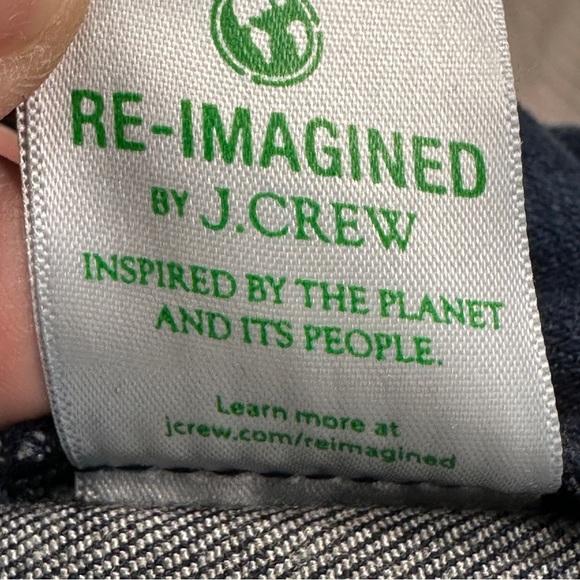 RE-IMAGINED
BY J.CREW
INSPIRED BY THE PLANET
AND ITS PEOPLE.
Learn more at
jcrew.com/reimagined